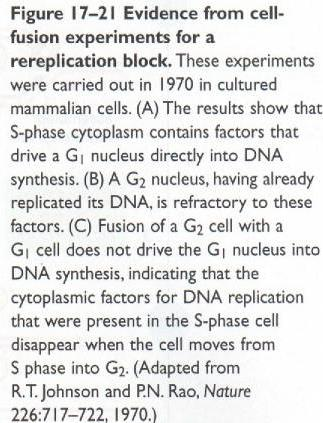 Figure 17–21 Evidence from cell-
fusion experiments for a
rereplication block. These experiments
were carried out in 1970 in cultured
mammalian cells. (A) The results show that
S-phase cytoplasm contains factors that
drive a G₁ nucleus directly into DNA
synthesis. (B) A G₂ nucleus, having already
replicated its DNA, is refractory to these
factors. (C) Fusion of a G₂ cell with a
G₁ cell does not drive the G₁ nucleus into
DNA synthesis, indicating that the
cytoplasmic factors for DNA replication
that were present in the S-phase cell
disappear when the cell moves from
S phase into G₂. (Adapted from
R.T. Johnson and P.N. Rao, Nature
226:717–722, 1970.)